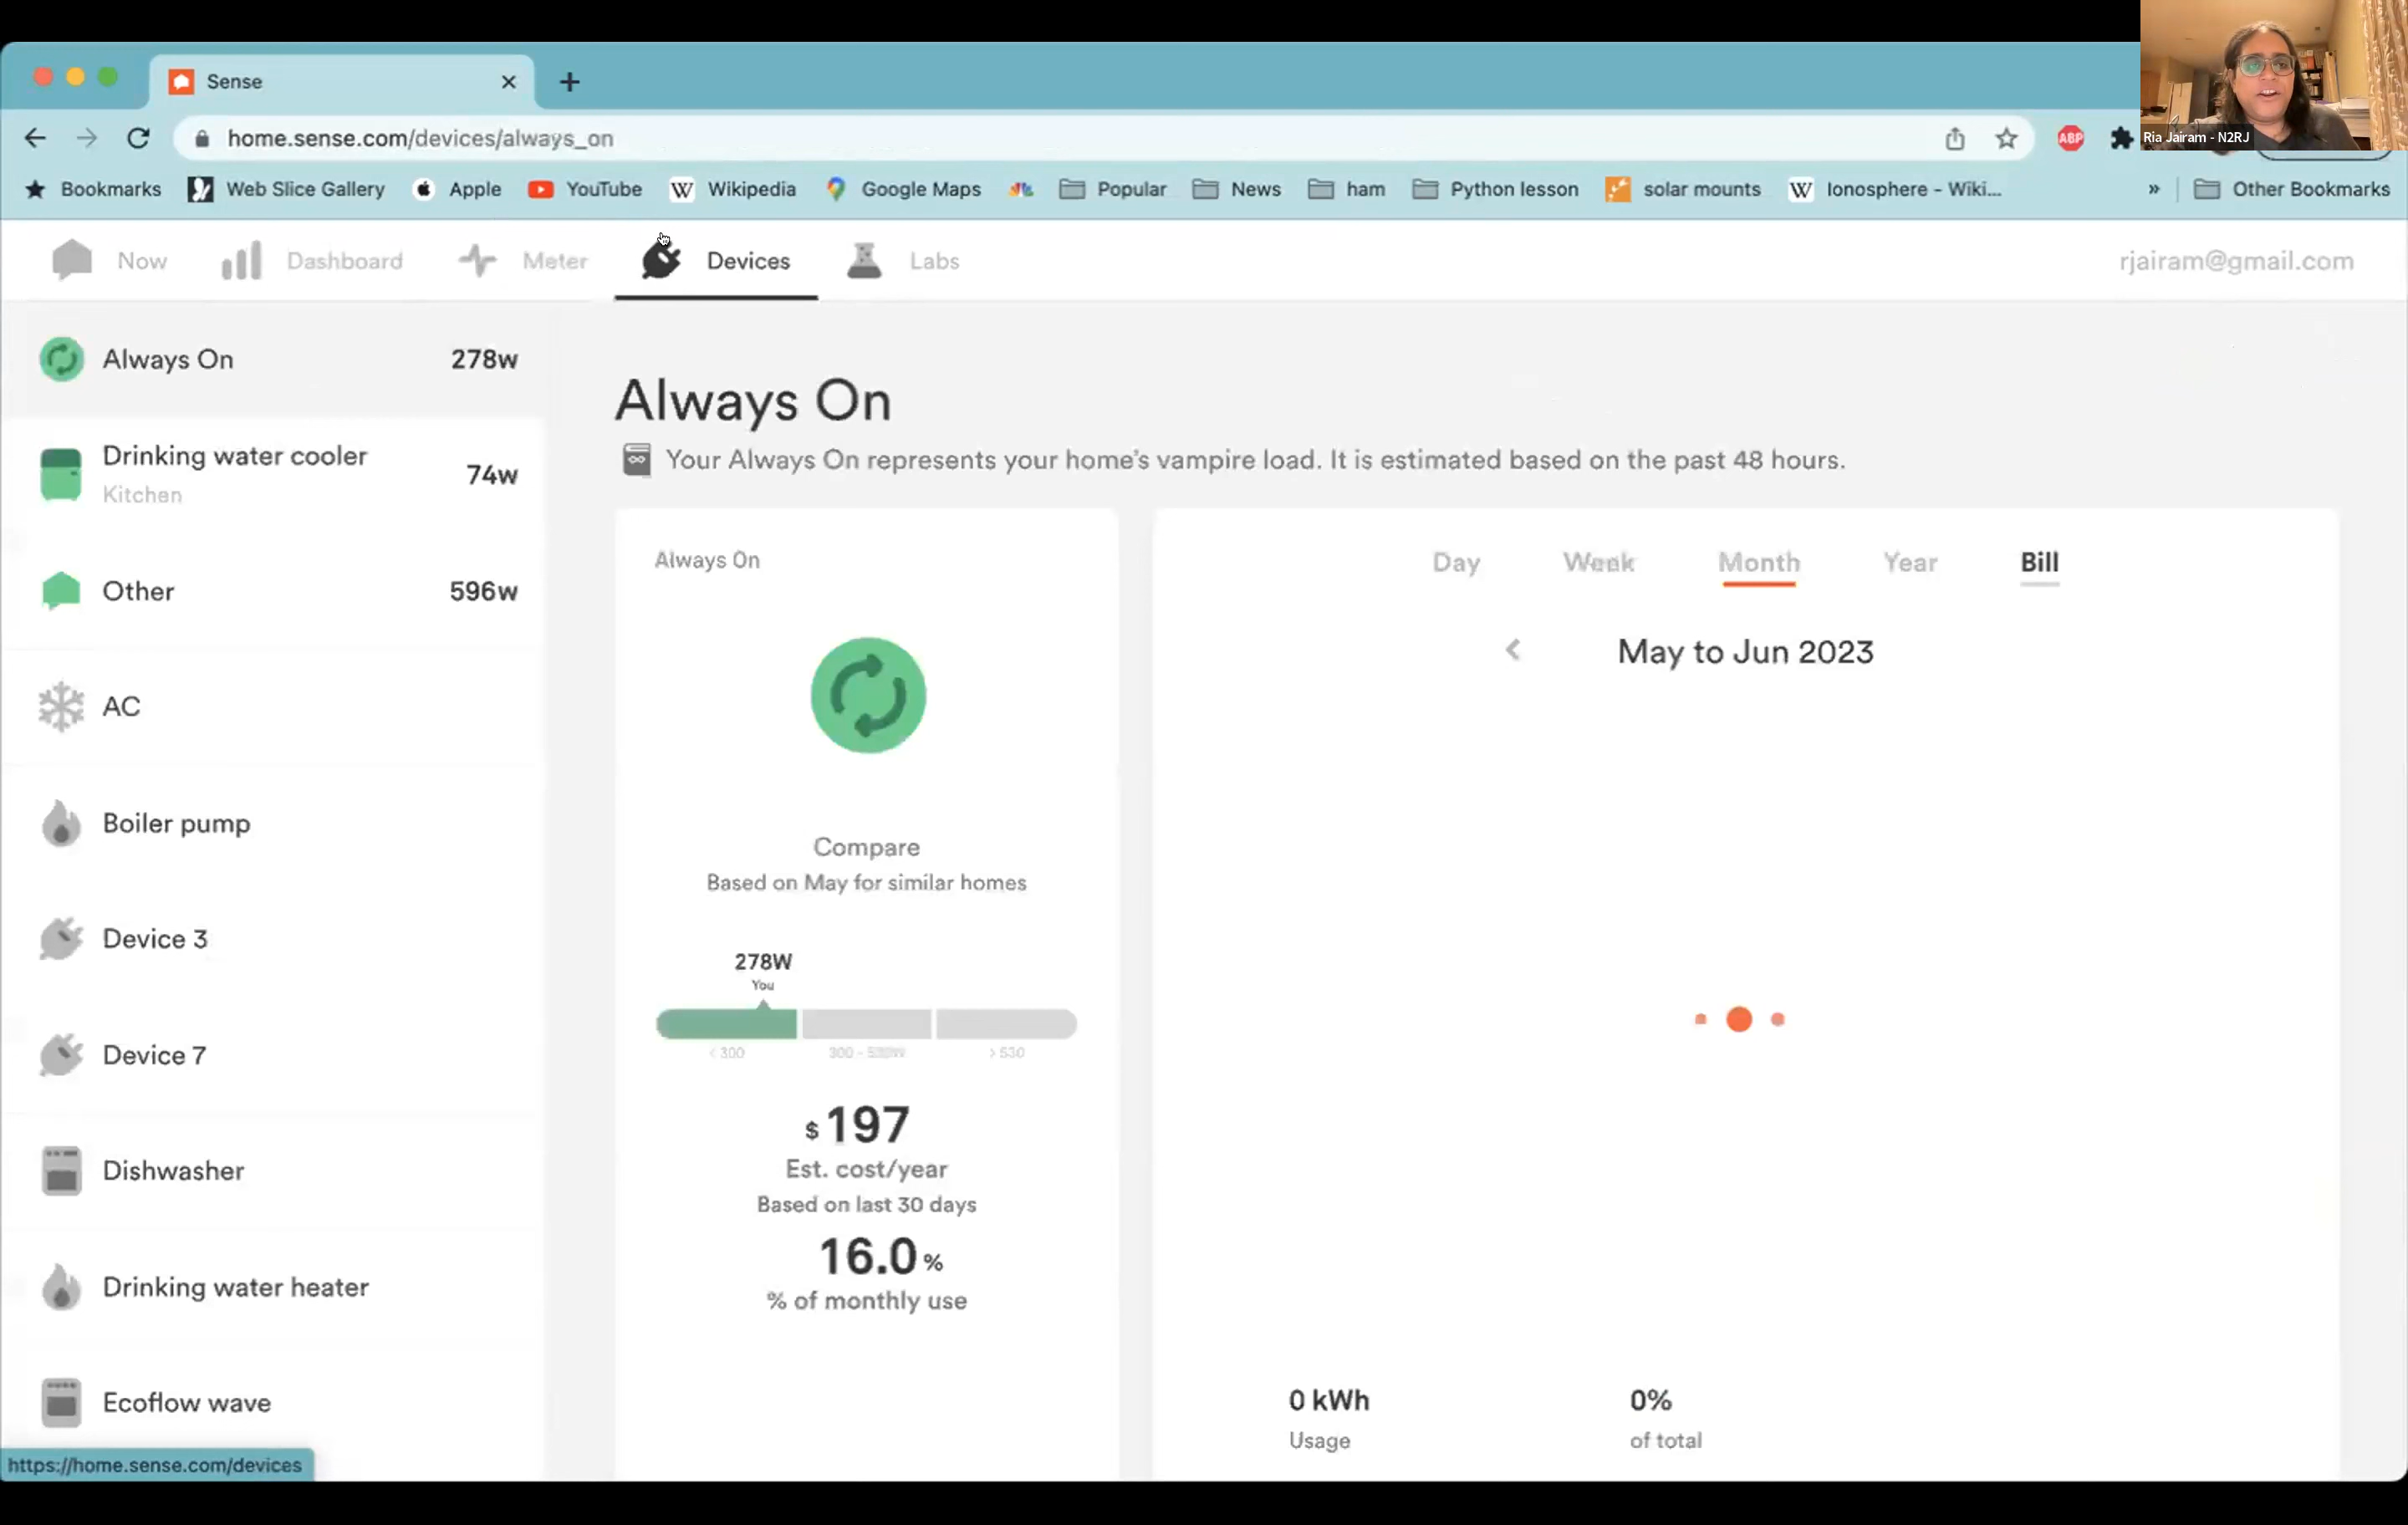 Sense
home.sense.com/devices/always_on
ABP
Ria Jairam - N2RJ
Bookmarks Web Slice Gallery Apple YouTube Wikipedia Google Maps Popular News ham Python lesson solar mounts Ionosphere - Wiki... » Other Bookmarks
Now Dashboard Meter Devices Labs rjairam@gmail.com
Always On 278w
Drinking water cooler 74w
Kitchen
Other 596w
AC
Boiler pump
Device 3
Device 7
Dishwasher
Drinking water heater
Ecoflow wave
https://home.sense.com/devices
Always On
Your Always On represents your home's vampire load. It is estimated based on the past 48 hours.
Always On
Compare
Based on May for similar homes
278W
You
< 300 300 - 530W > 530
$ 197
Est. cost/year
Based on last 30 days
16.0 %
% of monthly use
Day Week Month Year Bill
May to Jun 2023
0 kWh 0%
Usage of total